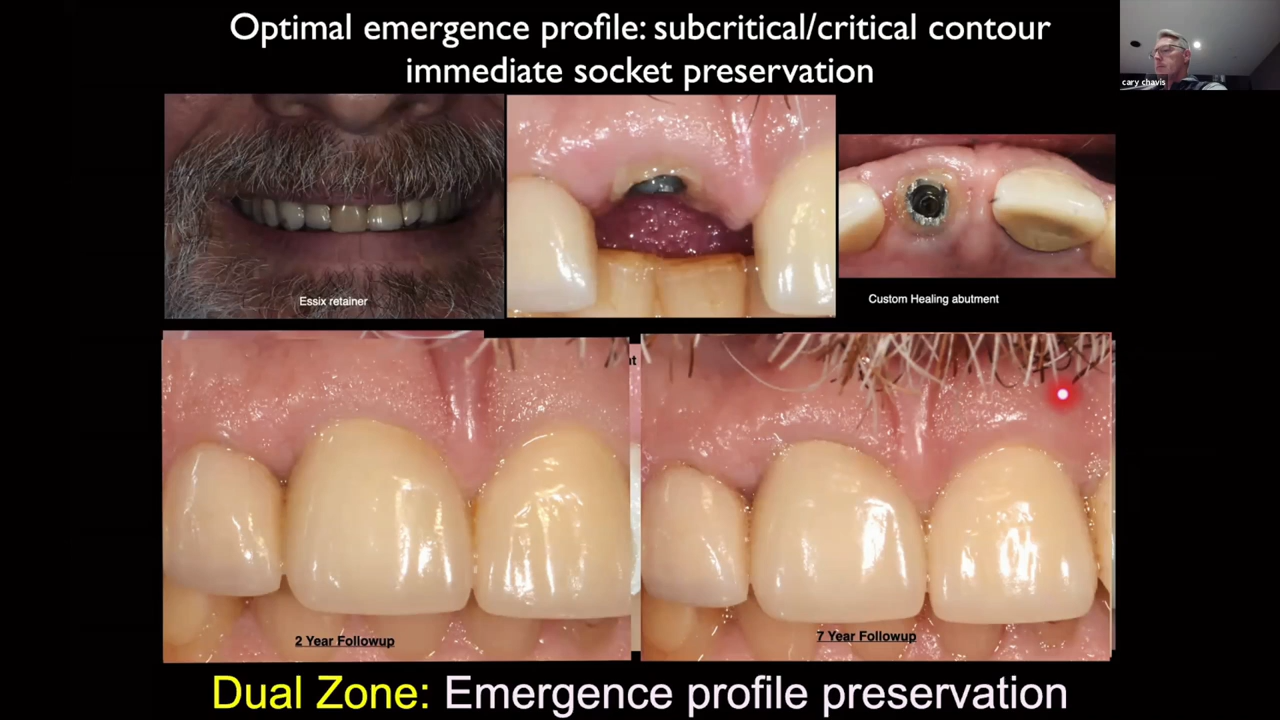 Optimal emergence profile: subcritical/critical contour
immediate socket preservation
cary chavis
Essix retainer
Custom Healing abutment
2 Year Followup
7 Year Followup
Dual Zone: Emergence profile preservation